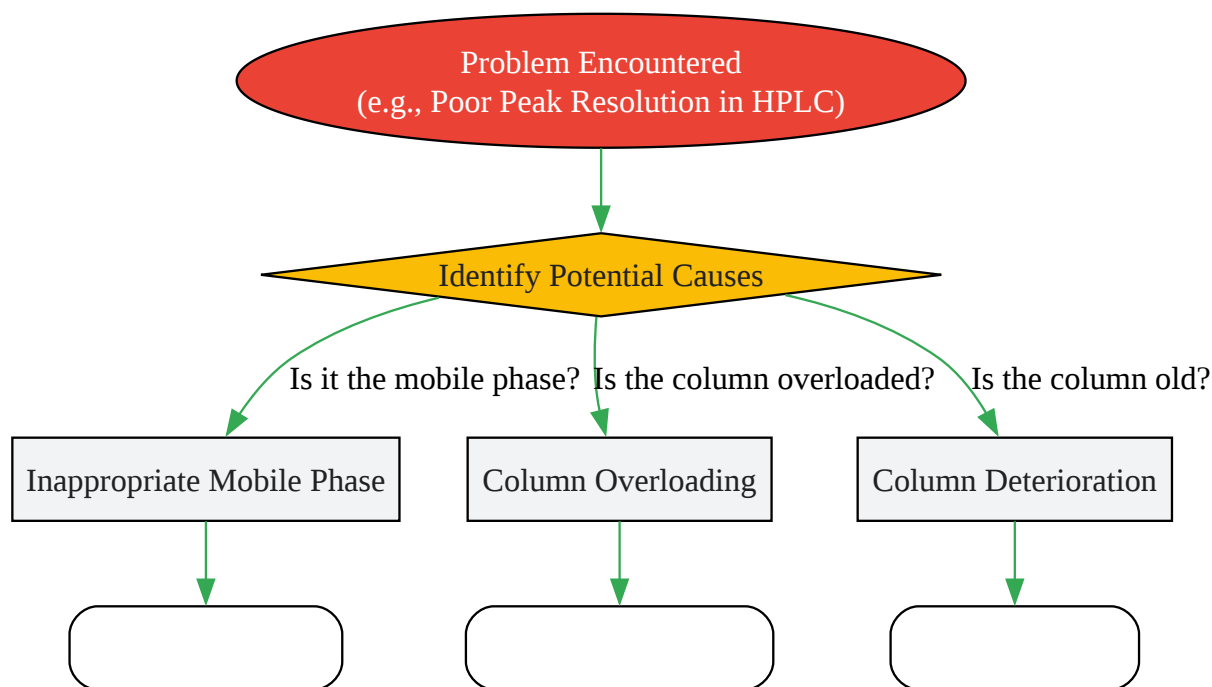 Problem Encountered
(e.g., Poor Peak Resolution in HPLC)
Identify Potential Causes
Is it the mobile phase?
Is the column overloaded?
Is the column old?
Inappropriate Mobile Phase
Column Overloading
Column Deterioration